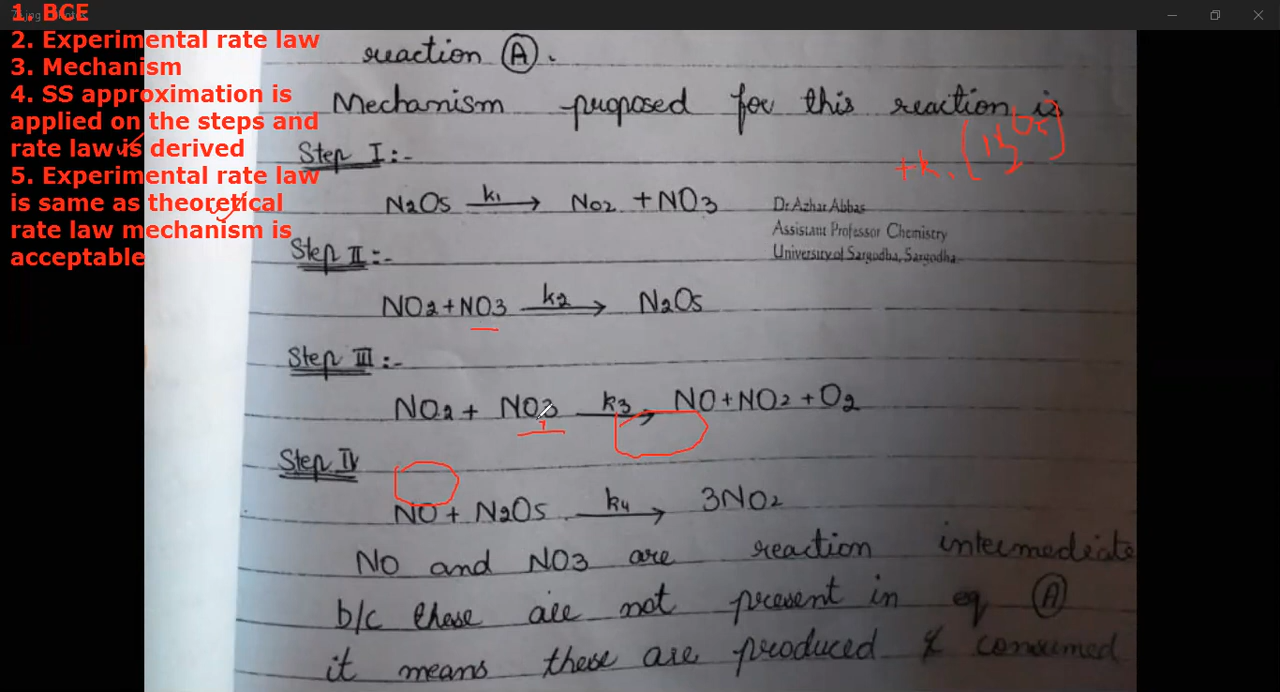 1. BCE
2. Experimental rate law
3. Mechanism
4. SS approximation is
applied on the steps and
rate law is derived
5. Experimental rate law
is same as theoretical
rate law mechanism is
acceptable
reaction Ⓐ.
Mechanism proposed for this reaction is
Step I:-
N2O5 k1 → NO2 + NO3
Dr Azhar Abbas
Assistant Professor Chemistry
University of Sargodha, Sargodha
Step II:-
NO2 + NO3 k2 → N2O5
Step III:-
NO2 + NO3 k3 → NO + NO2 + O2
Step IV
NO + N2O5 k4 → 3NO2
NO and NO3 are reaction intermediate
b/c these are not present in eq Ⓐ
it means these are produced & consumed